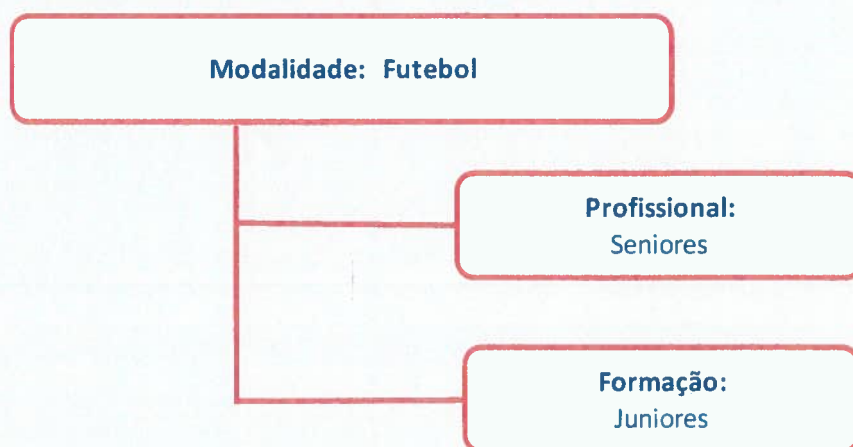 Modalidade: Futebol
Profissional:
Seniores
Formação:
Juniores